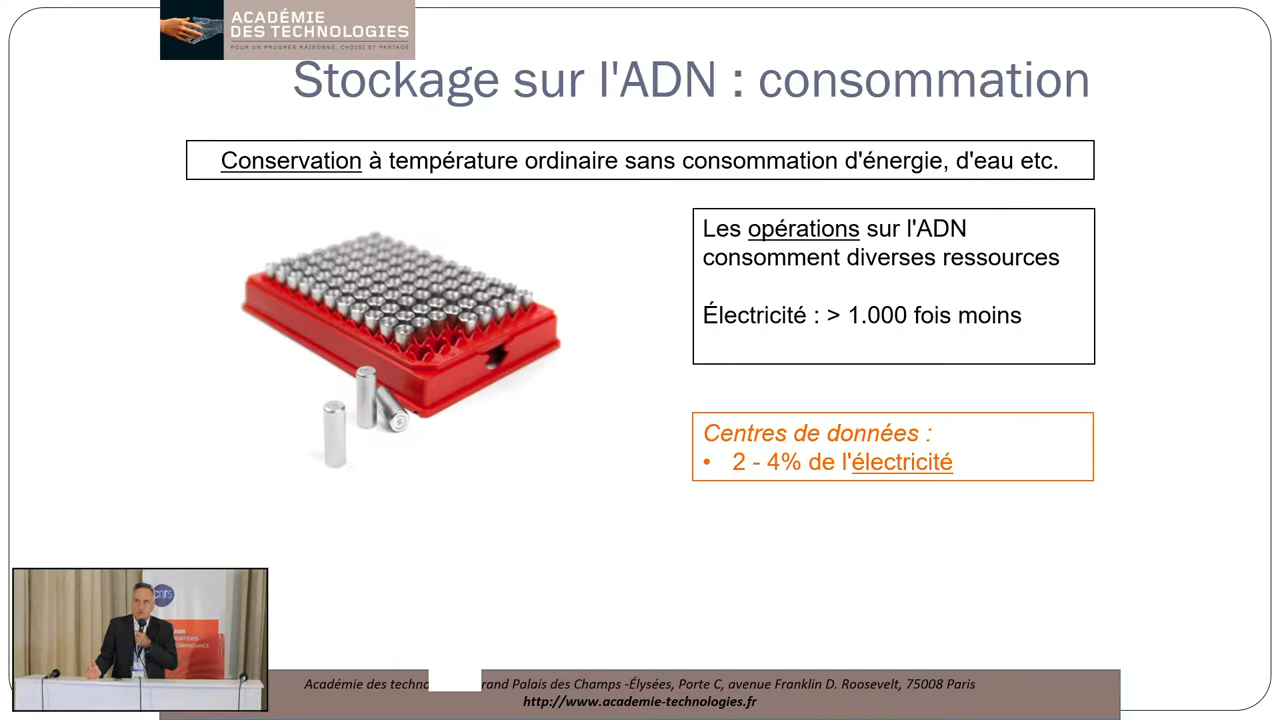 ACADÉMIE
DES TECHNOLOGIES
POUR UN PROGRÈS RAISONNÉ, CHOISI ET PARTAGÉ
Stockage sur l'ADN : consommation
Conservation à température ordinaire sans consommation d'énergie, d'eau etc.
Les opérations sur l'ADN
consomment diverses ressources
Électricité : > 1.000 fois moins
Centres de données :
• 2 - 4% de l'électricité
cnrs
Académie des Palais des Champ -Élysées, Porte C, avenue Franklin D. Roosevelt, 75008 Paris
http://www.academie-technologies.fr